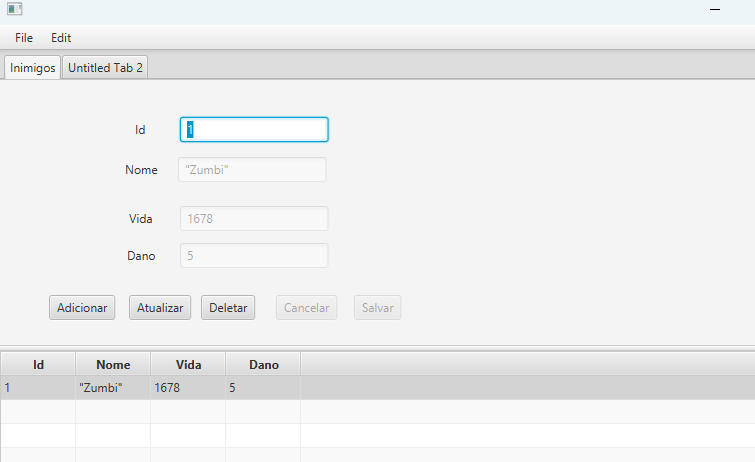 File Edit
Inimigos Untitled Tab 2
Id 1
Nome "Zumbi"
Vida 1678
Dano 5
Adicionar Atualizar Deletar Cancelar Salvar
Id Nome Vida Dano
1 "Zumbi" 1678 5